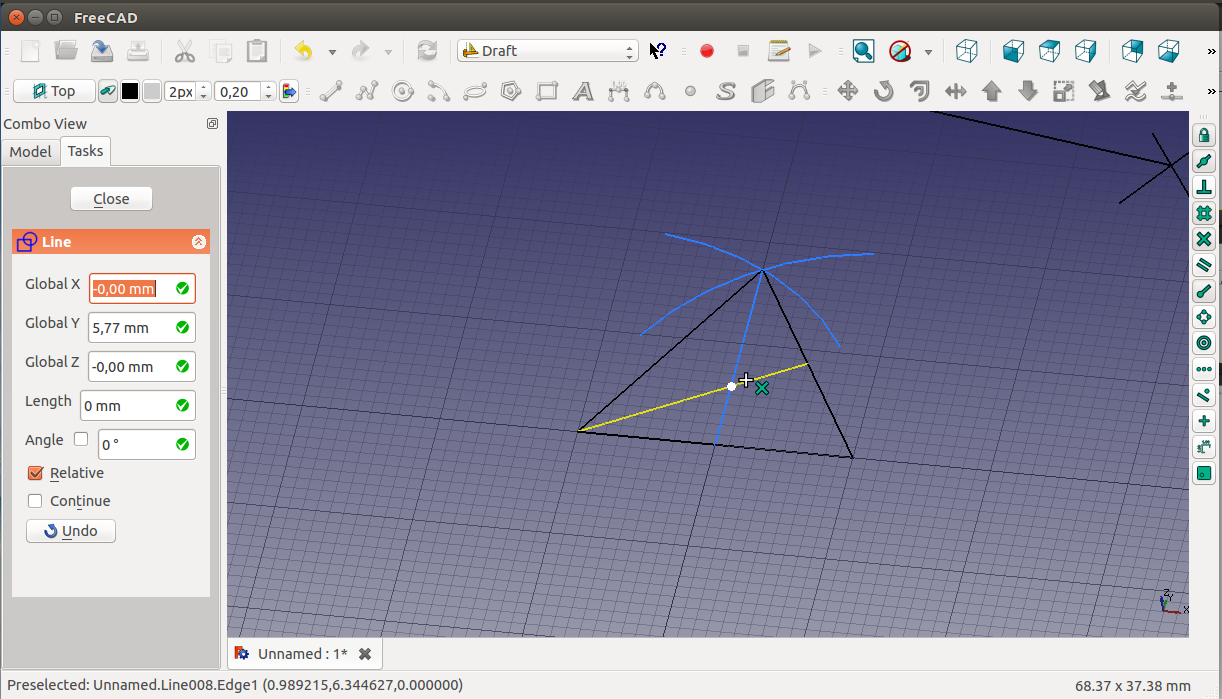 FreeCAD
Draft
Top 2px 0,20
Combo View
Model Tasks
Close
Line
Global X -0,00 mm
Global Y 5,77 mm
Global Z -0,00 mm
Length 0 mm
Angle 0 °
Relative
Continue
Undo
Z
Y
X
Unnamed : 1*
Preselected: Unnamed.Line008.Edge1 (0.989215,6.344627,0.000000) 68.37 x 37.38 mm